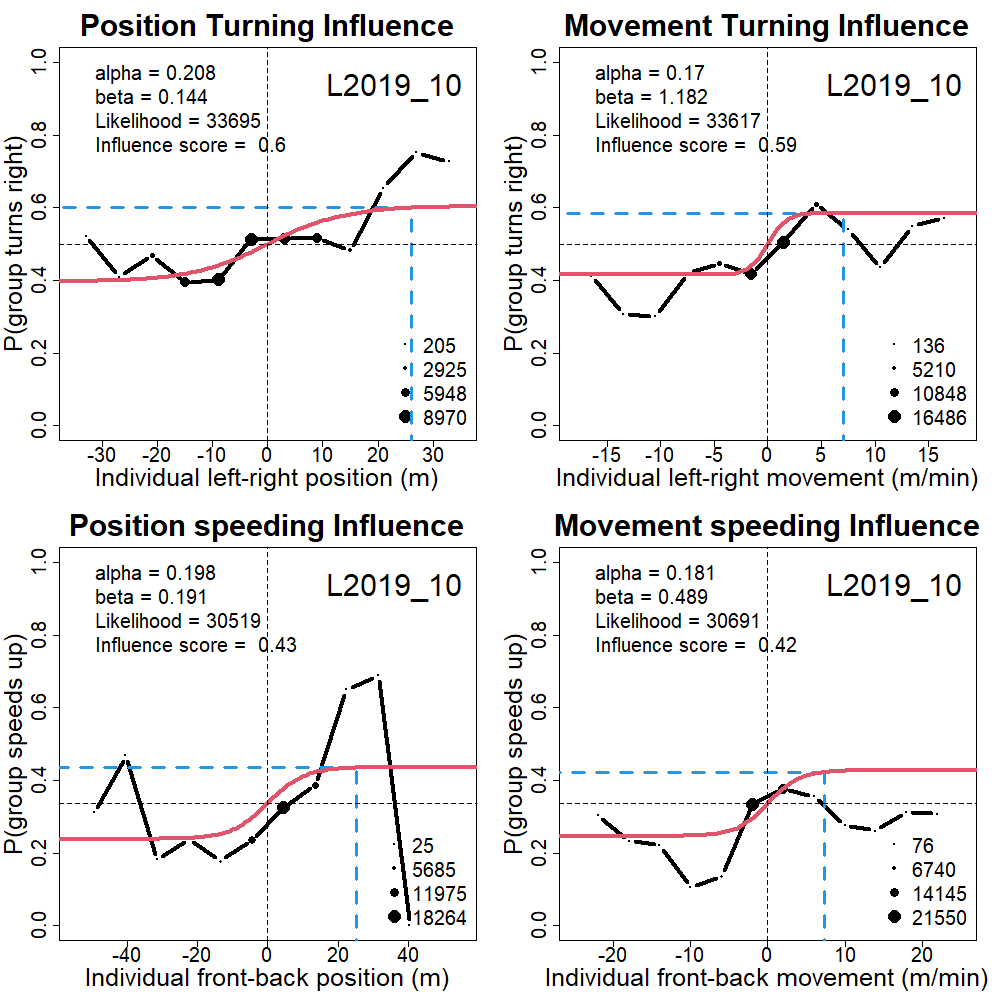 Position Turning Influence
alpha = 0.208
beta = 0.144
Likelihood = 33695
Influence score =  0.6
L2019_10
P(group turns right)
0.0
0.2
0.4
0.6
0.8
1.0
205
2925
5948
8970
-30
-20
-10
0
10
20
30
Individual left-right position (m)
Movement Turning Influence
alpha = 0.17
beta = 1.182
Likelihood = 33617
Influence score =  0.59
L2019_10
P(group turns right)
0.0
0.2
0.4
0.6
0.8
1.0
136
5210
10848
16486
-15
-10
-5
0
5
10
15
Individual left-right movement (m/min)
Position speeding Influence
alpha = 0.198
beta = 0.191
Likelihood = 30519
Influence score =  0.43
L2019_10
P(group speeds up)
0.0
0.2
0.4
0.6
0.8
1.0
25
5685
11975
18264
-40
-20
0
20
40
Individual front-back position (m)
Movement speeding Influence
alpha = 0.181
beta = 0.489
Likelihood = 30691
Influence score =  0.42
L2019_10
P(group speeds up)
0.0
0.2
0.4
0.6
0.8
1.0
76
6740
14145
21550
-20
-10
0
10
20
Individual front-back movement (m/min)